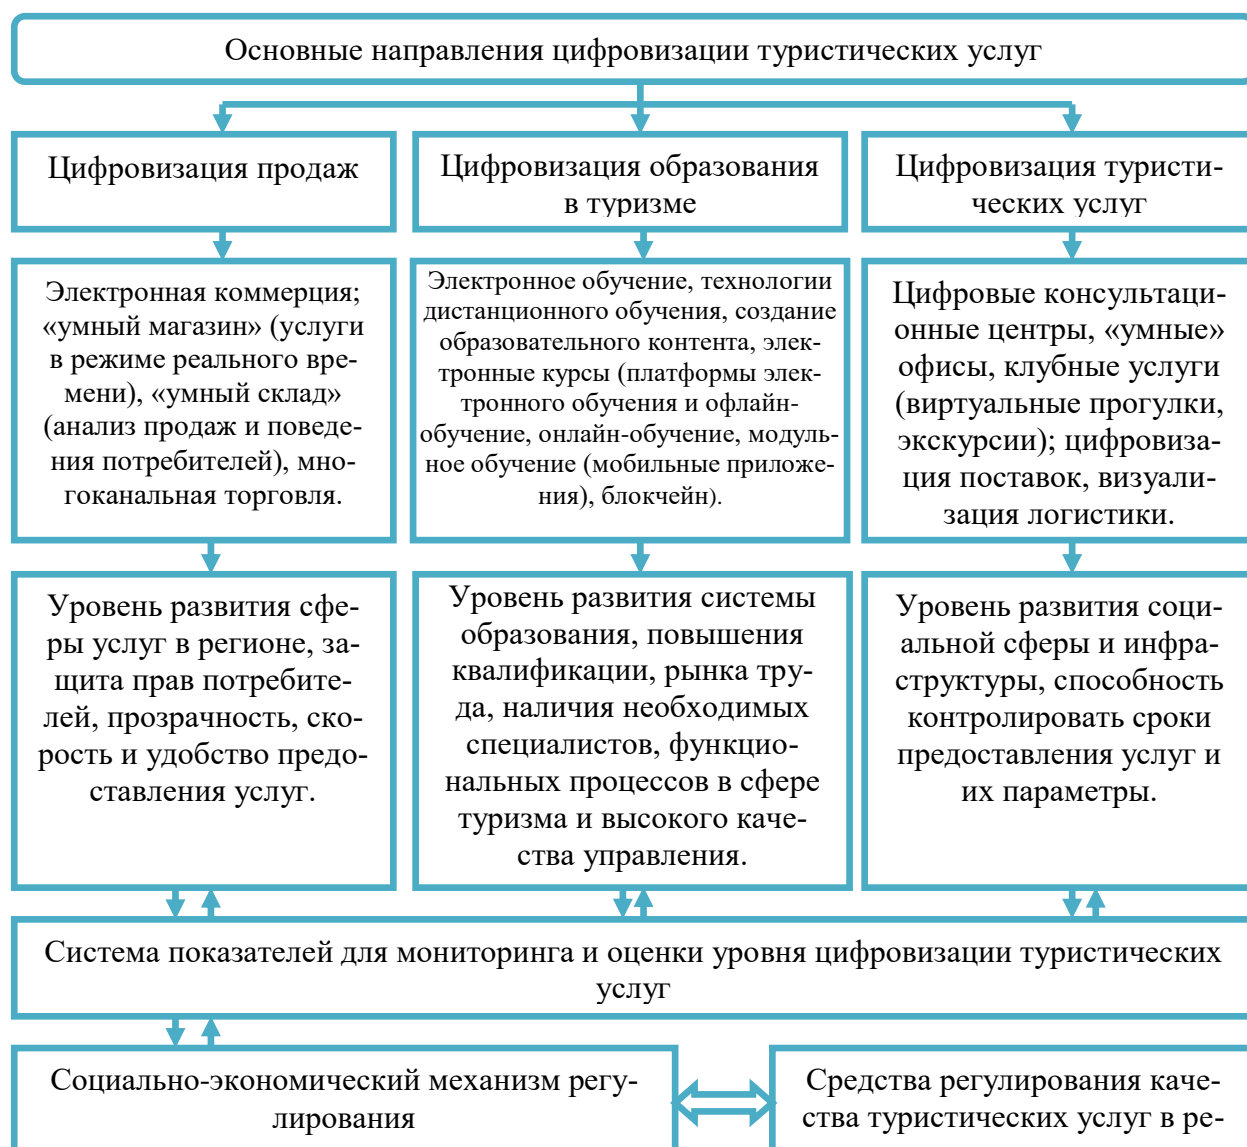 Основные направления цифровизации туристических услуг
Цифровизация продаж
Цифровизация образования
в туризме
Цифровизация туристи-
ческих услуг
Электронная коммерция;
«умный магазин» (услуги
в режиме реального вре-
мени), «умный склад»
(анализ продаж и поведе-
ния потребителей), мно-
гоканальная торговля.
Электронное обучение, технологии
дистанционного обучения, создание
образовательного контента, элек-
тронные курсы (платформы элек-
тронного обучения и офлайн-
обучение, онлайн-обучение, модуль-
ное обучение (мобильные приложе-
ния), блокчейн).
Цифровые консультаци-
онные центры, «умные»
офисы, клубные услуги
(виртуальные прогулки,
экскурсии); цифровиза-
ция поставок, визуали-
зация логистики.
Уровень развития сфе-
ры услуг в регионе, за-
щита прав потребите-
лей, прозрачность, ско-
рость и удобство предо-
ставления услуг.
Уровень развития системы
образования, повышения
квалификации, рынка тру-
да, наличия необходимых
специалистов, функцио-
нальных процессов в сфере
туризма и высокого каче-
ства управления.
Уровень развития соци-
альной сферы и инфра-
структуры, способность
контролировать сроки
предоставления услуг и
их параметры.
Система показателей для мониторинга и оценки уровня цифровизации туристических
услуг
Социально-экономический механизм регу-
лирования
Средства регулирования каче-
ства туристических услуг в ре-